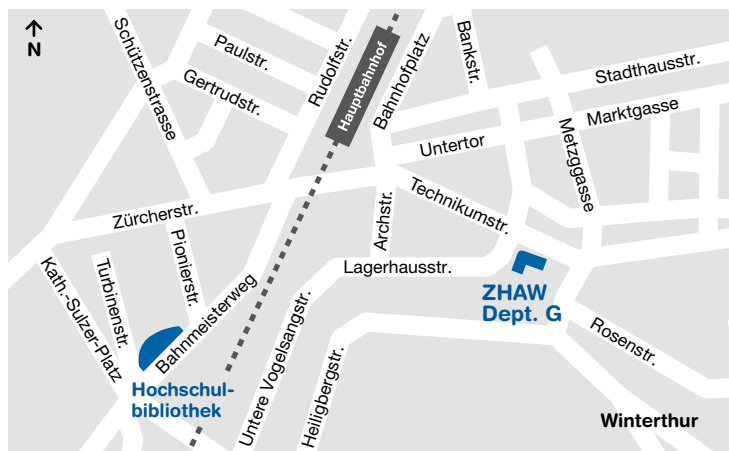 N
Schützenstrasse
Paulstr.
Gertrudstr.
Rudolfstr.
Hauptbahnhof
Bahnhofplatz
Bankstr.
Stadthausstr.
Marktgasse
Metzggasse
Untertor
Technikumstr.
Zürcherstr.
Pionierstr.
Archstr.
Lagerhausstr.
Kath.-Sulzer-Platz
Turbinenstr.
Bahnmeisterweg
ZHAW
Dept. G
Rosenstr.
Hochschul-
bibliothek
Untere Vogelsangstr.
Heiligbergstr.
Winterthur